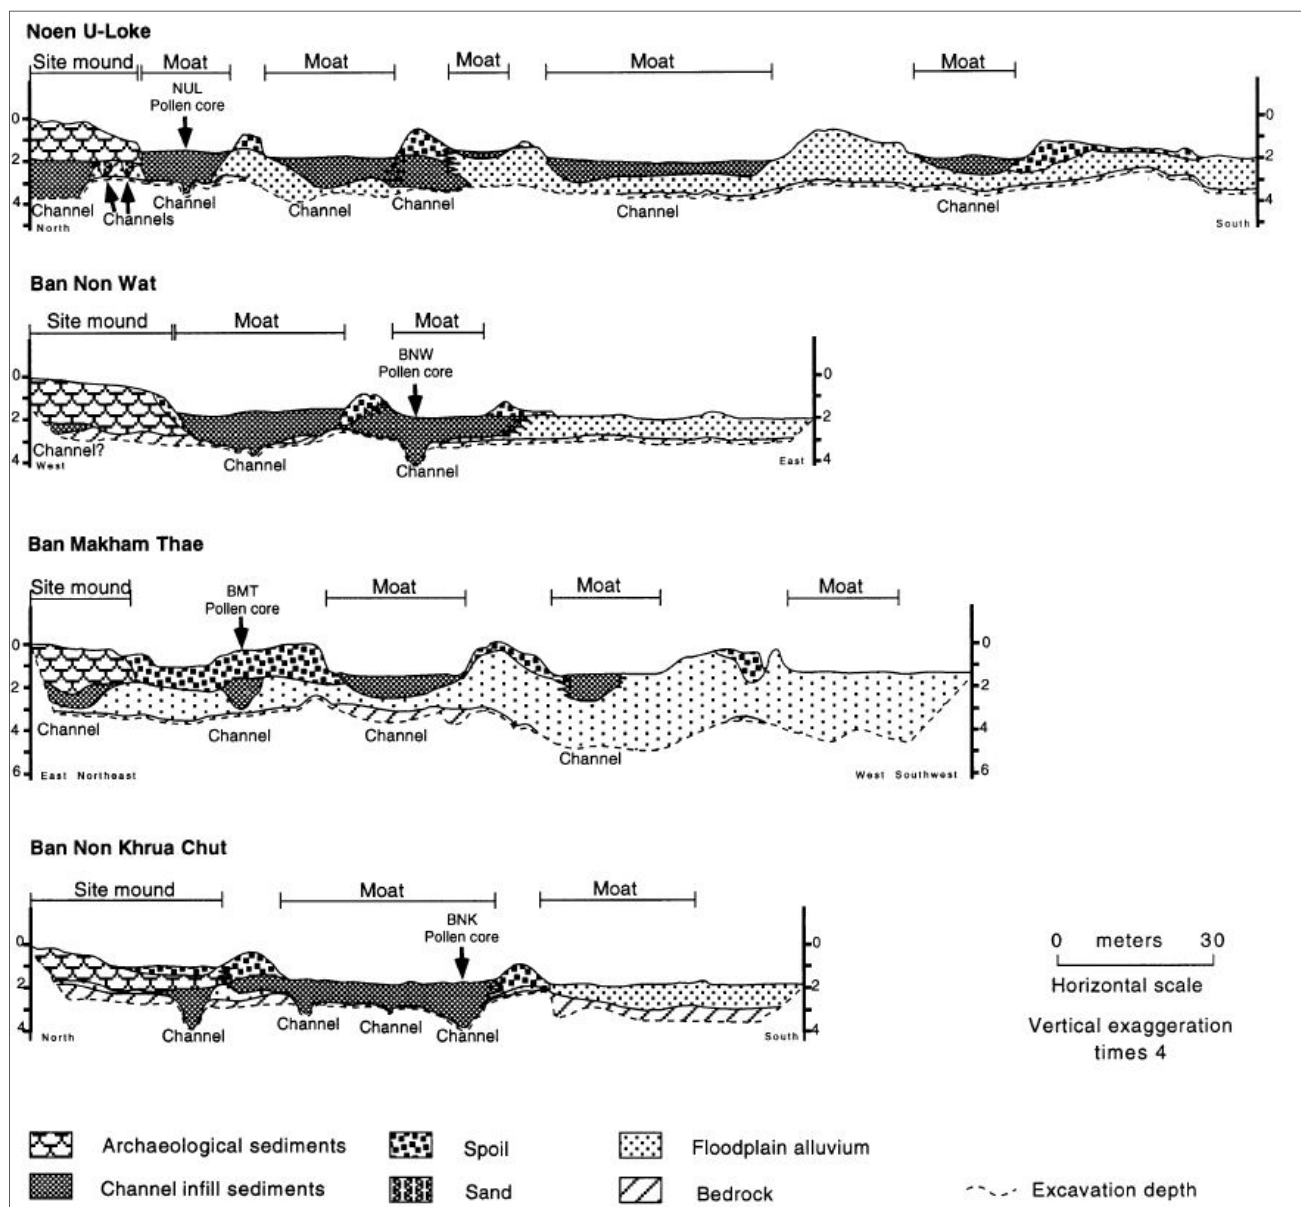 Noen U-Loke
Site mound Moat Moat Moat Moat Moat
NUL
Pollen core
0 0
2 2
4 4
Channel Channels Channel Channel Channel Channel Channel
North South
Ban Non Wat
Site mound Moat Moat
BNW
Pollen core
0 0
2 2
4 4
Channel? Channel Channel
West East
Ban Makham Thae
Site mound Moat Moat Moat
BMT
Pollen core
0 0
2 2
4 4
6 6
Channel Channel Channel Channel
East Northeast West Southwest
Ban Non Khrua Chut
Site mound Moat Moat
BNK
Pollen core
0 0
2 2
4 4
Channel Channel Channel Channel
North South
0 meters 30
Horizontal scale
Vertical exaggeration
times 4
Archaeological sediments Spoil Floodplain alluvium
Channel infill sediments Sand Bedrock Excavation depth